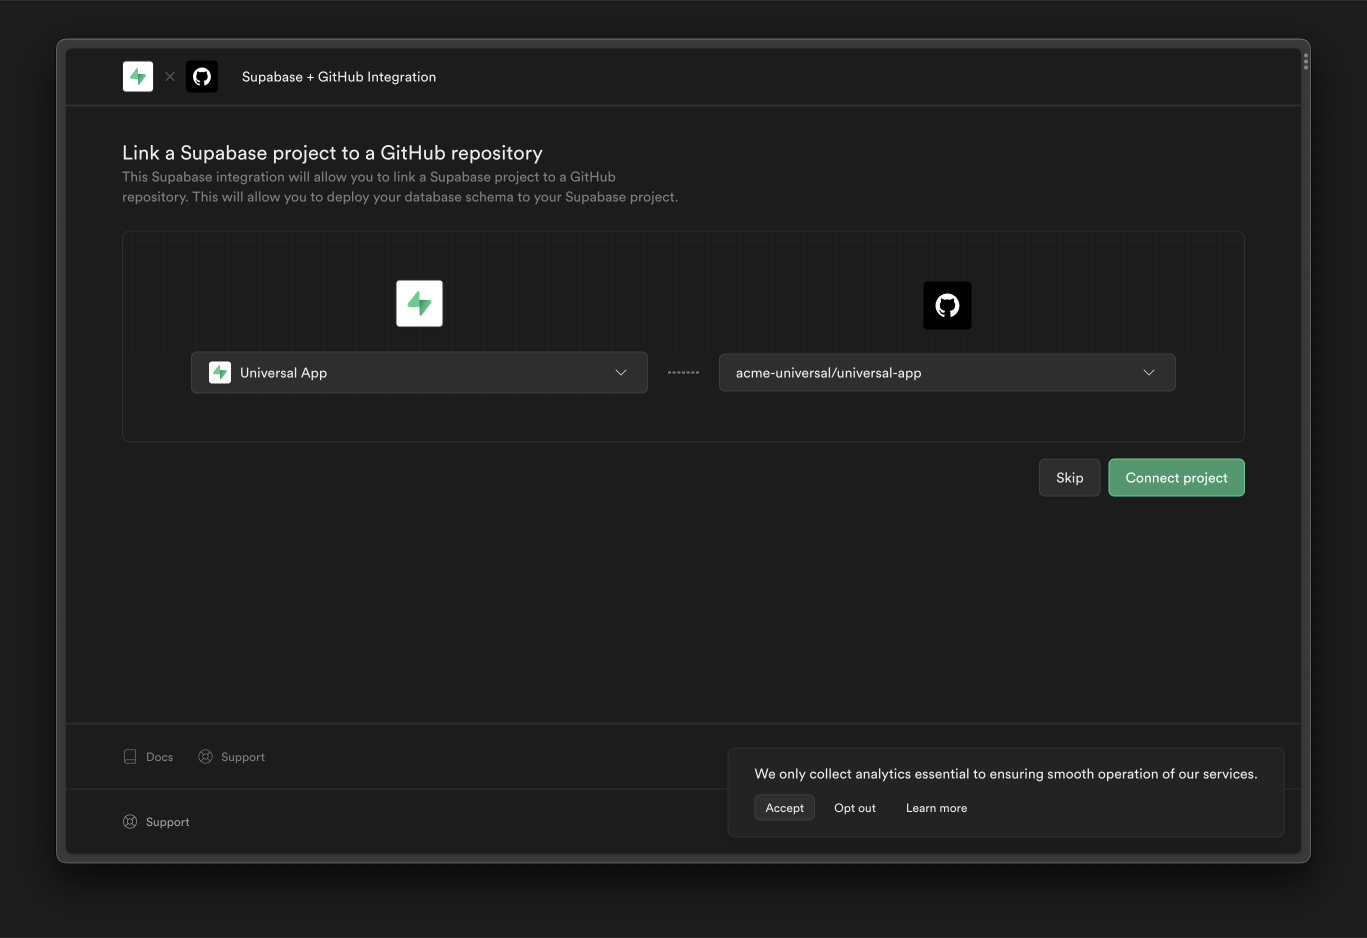 Supabase + GitHub Integration
Link a Supabase project to a GitHub repository
This Supabase integration will allow you to link a Supabase project to a GitHub
repository. This will allow you to deploy your database schema to your Supabase project.
Universal App
acme-universal/universal-app
Skip
Connect project
Docs
Support
We only collect analytics essential to ensuring smooth operation of our services.
Accept
Opt out
Learn more
Support